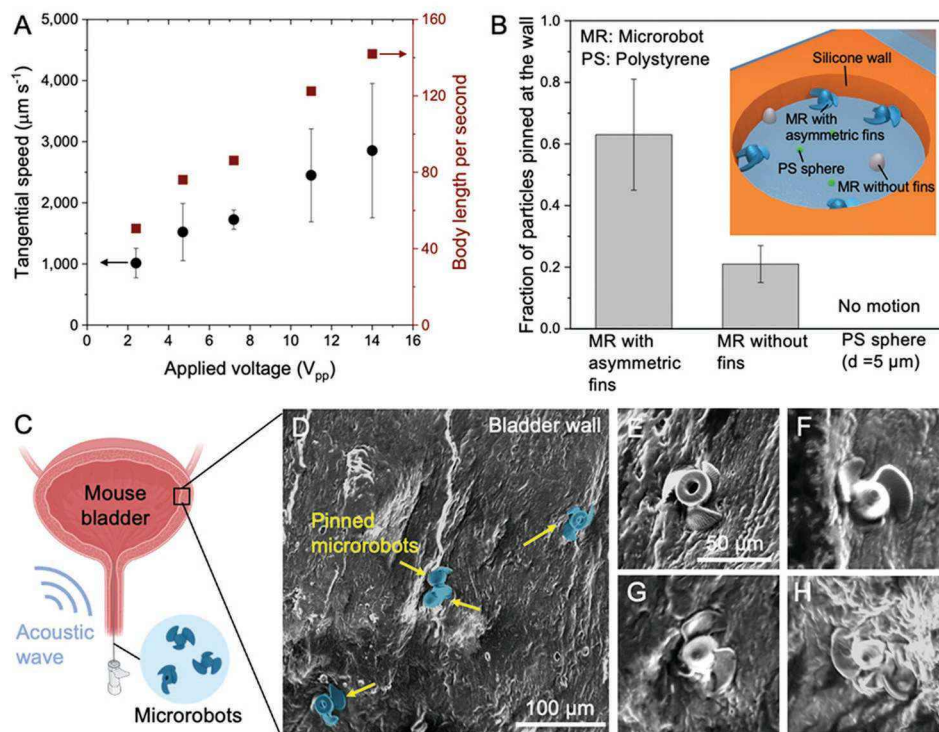 A
Tangential speed (μm s⁻¹)
5,000
4,000
3,000
2,000
1,000
0
0 2 4 6 8 10 12 14 16
Applied voltage (Vpp)
160
120
80
40
0
Body length per second
B
Fraction of particles pinned at the wall
1.0
0.8
0.6
0.4
0.2
0.0
MR: Microrobot
PS: Polystyrene
Silicone wall
MR with
asymmetric fins
PS sphere
MR without fins
No motion
MR with
asymmetric
fins
MR without
fins
PS sphere
(d =5 μm)
C
Mouse
bladder
Acoustic
wave
Microrobots
D
Bladder wall
Pinned
microrobots
100 μm
E
50 μm
F
G
H